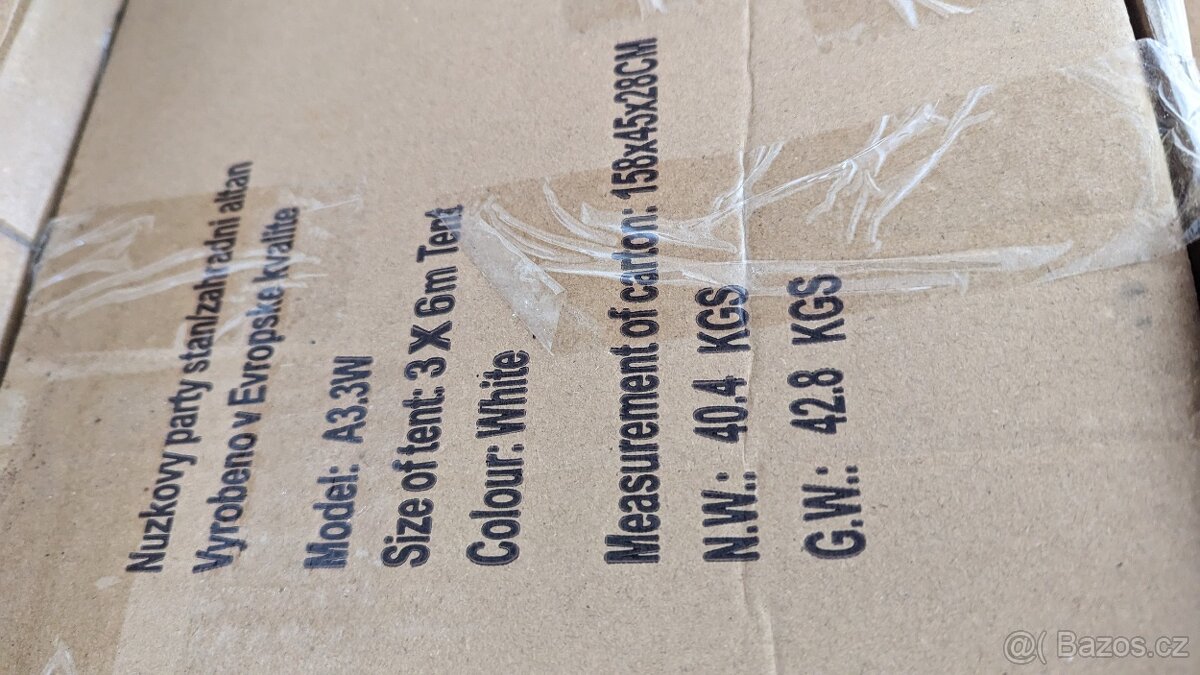 Nuzkovy party stan/zahradni altan
Vyrobeno v Evropske kvalite
Model: A3.3W
Size of tent: 3 X 6m Tent
Colour: White
Measurement of carton: 158x45x28CM
N.W.: 40.4 KGS
G.W.: 42.8 KGS
@( Bazos.cz